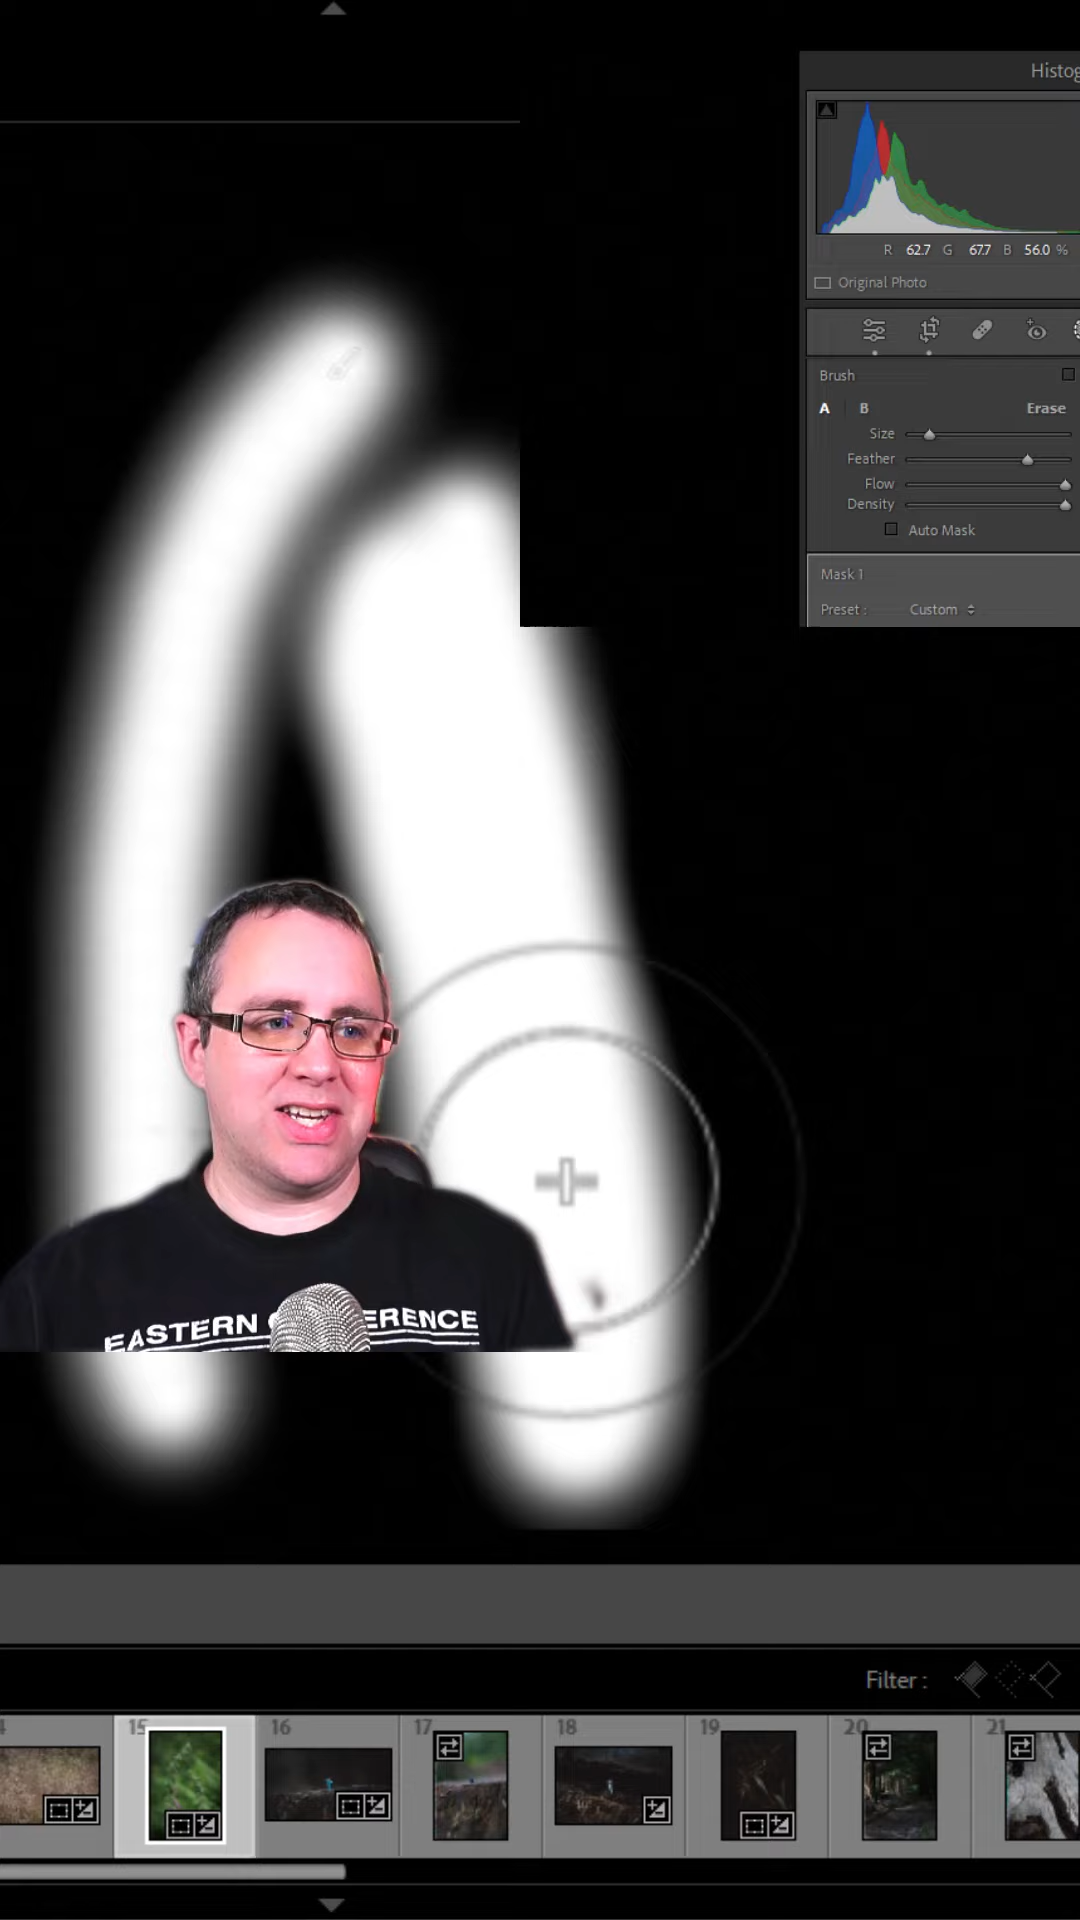 Histog
R 62.7 G 67.7 B 56.0 %
Original Photo
Brush
A B Erase
Size
Feather
Flow
Density
Auto Mask
Mask 1
Preset : Custom
EASTERN C ERENCE
Filter :
4 15 16 17 18 19 20 21